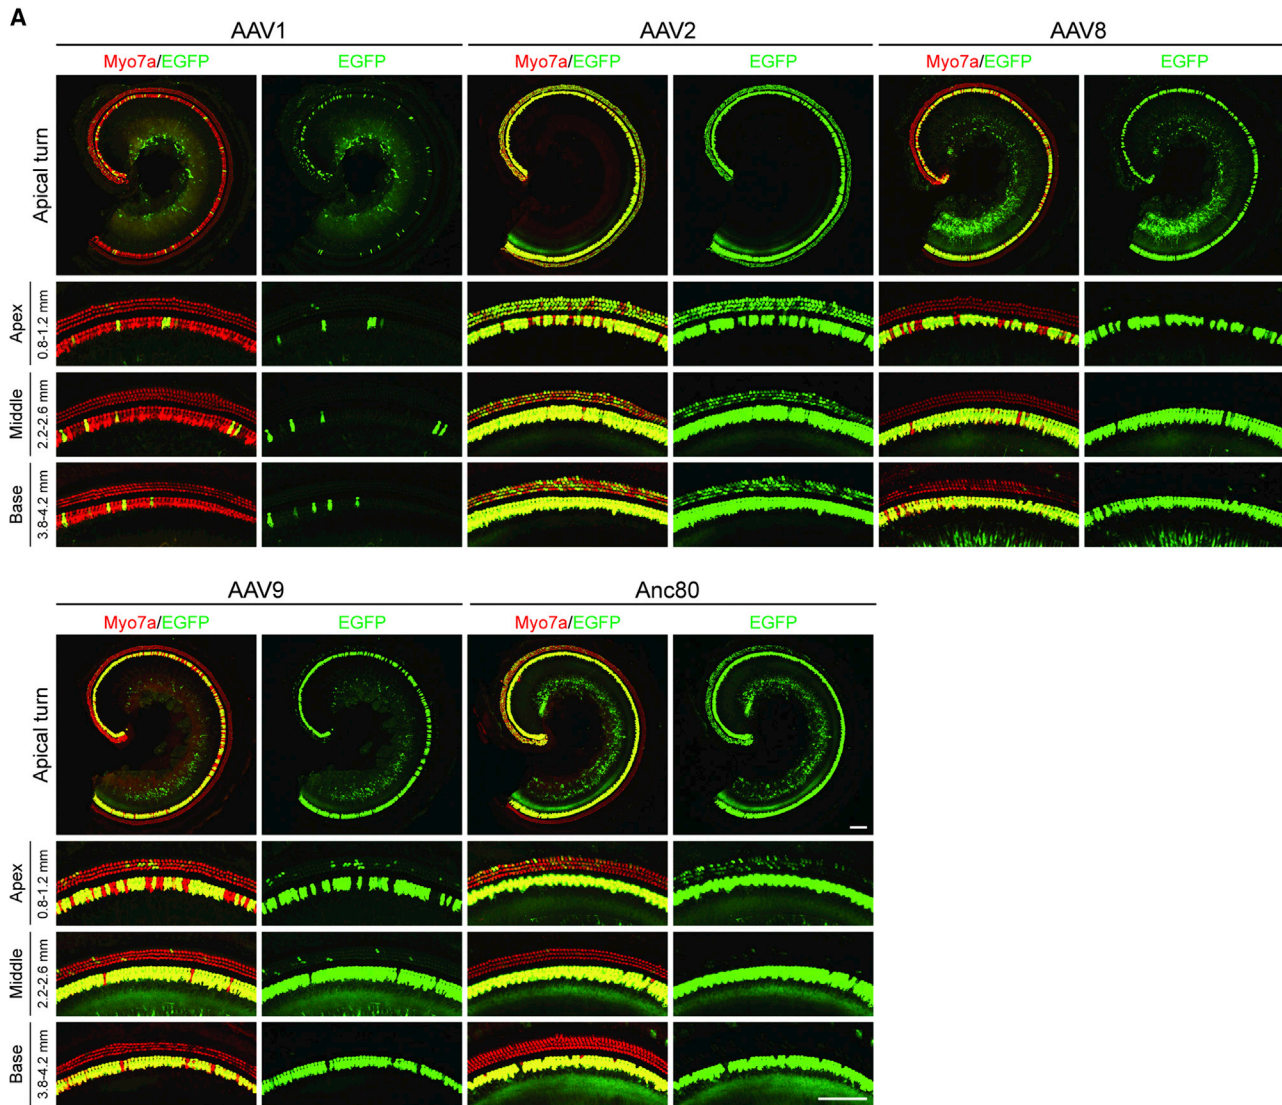 A
AAV1 AAV2 AAV8
Myo7a/EGFP EGFP Myo7a/EGFP EGFP Myo7a/EGFP EGFP
Apical turn
Apex
0.8-1.2 mm
Middle
2.2-2.6 mm
Base
3.8-4.2 mm
AAV9 Anc80
Myo7a/EGFP EGFP Myo7a/EGFP EGFP
Apical turn
Apex
0.8-1.2 mm
Middle
2.2-2.6 mm
Base
3.8-4.2 mm